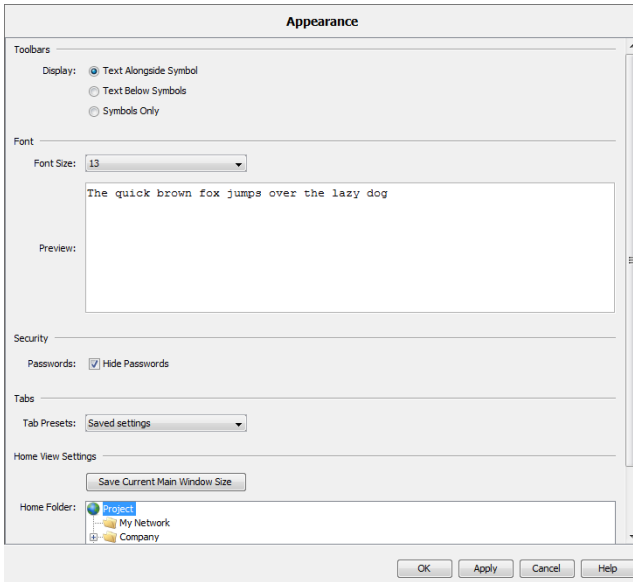 Appearance
Toolbars
Display: Text Alongside Symbol
Text Below Symbols
Symbols Only
Font
Font Size: 13
The quick brown fox jumps over the lazy dog
Preview:
Security
Passwords: Hide Passwords
Tabs
Tab Presets: Saved settings
Home View Settings
Save Current Main Window Size
Home Folder: Project
My Network
Company
OK Apply Cancel Help